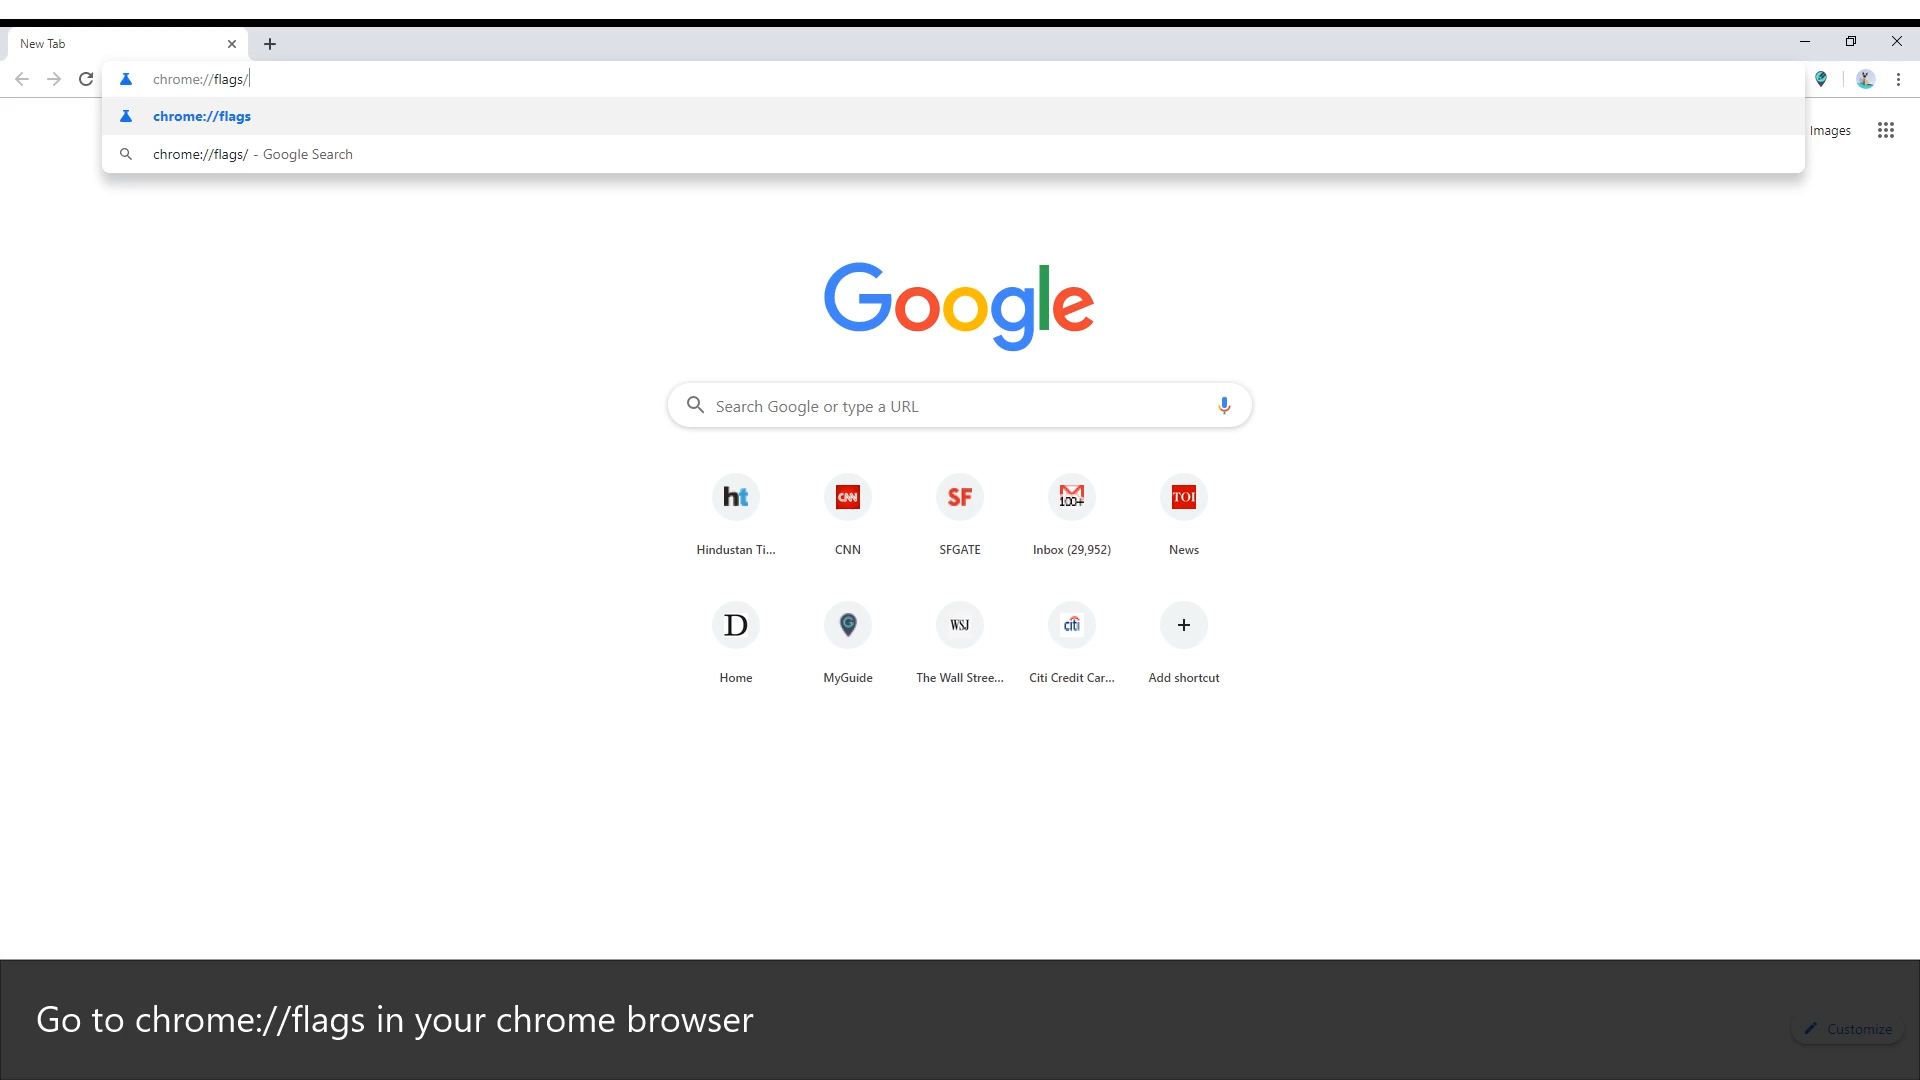 New Tab
chrome://flags/
chrome://flags
chrome://flags/ - Google Search
Images
Google
Search Google or type a URL
ht
CNN
SF
100+
TOI
Hindustan Ti...
CNN
SFGATE
Inbox (29,952)
News
D
G
WSJ
citi
Home
MyGuide
The Wall Stree...
Citi Credit Car...
Add shortcut
Go to chrome://flags in your chrome browser
Customize